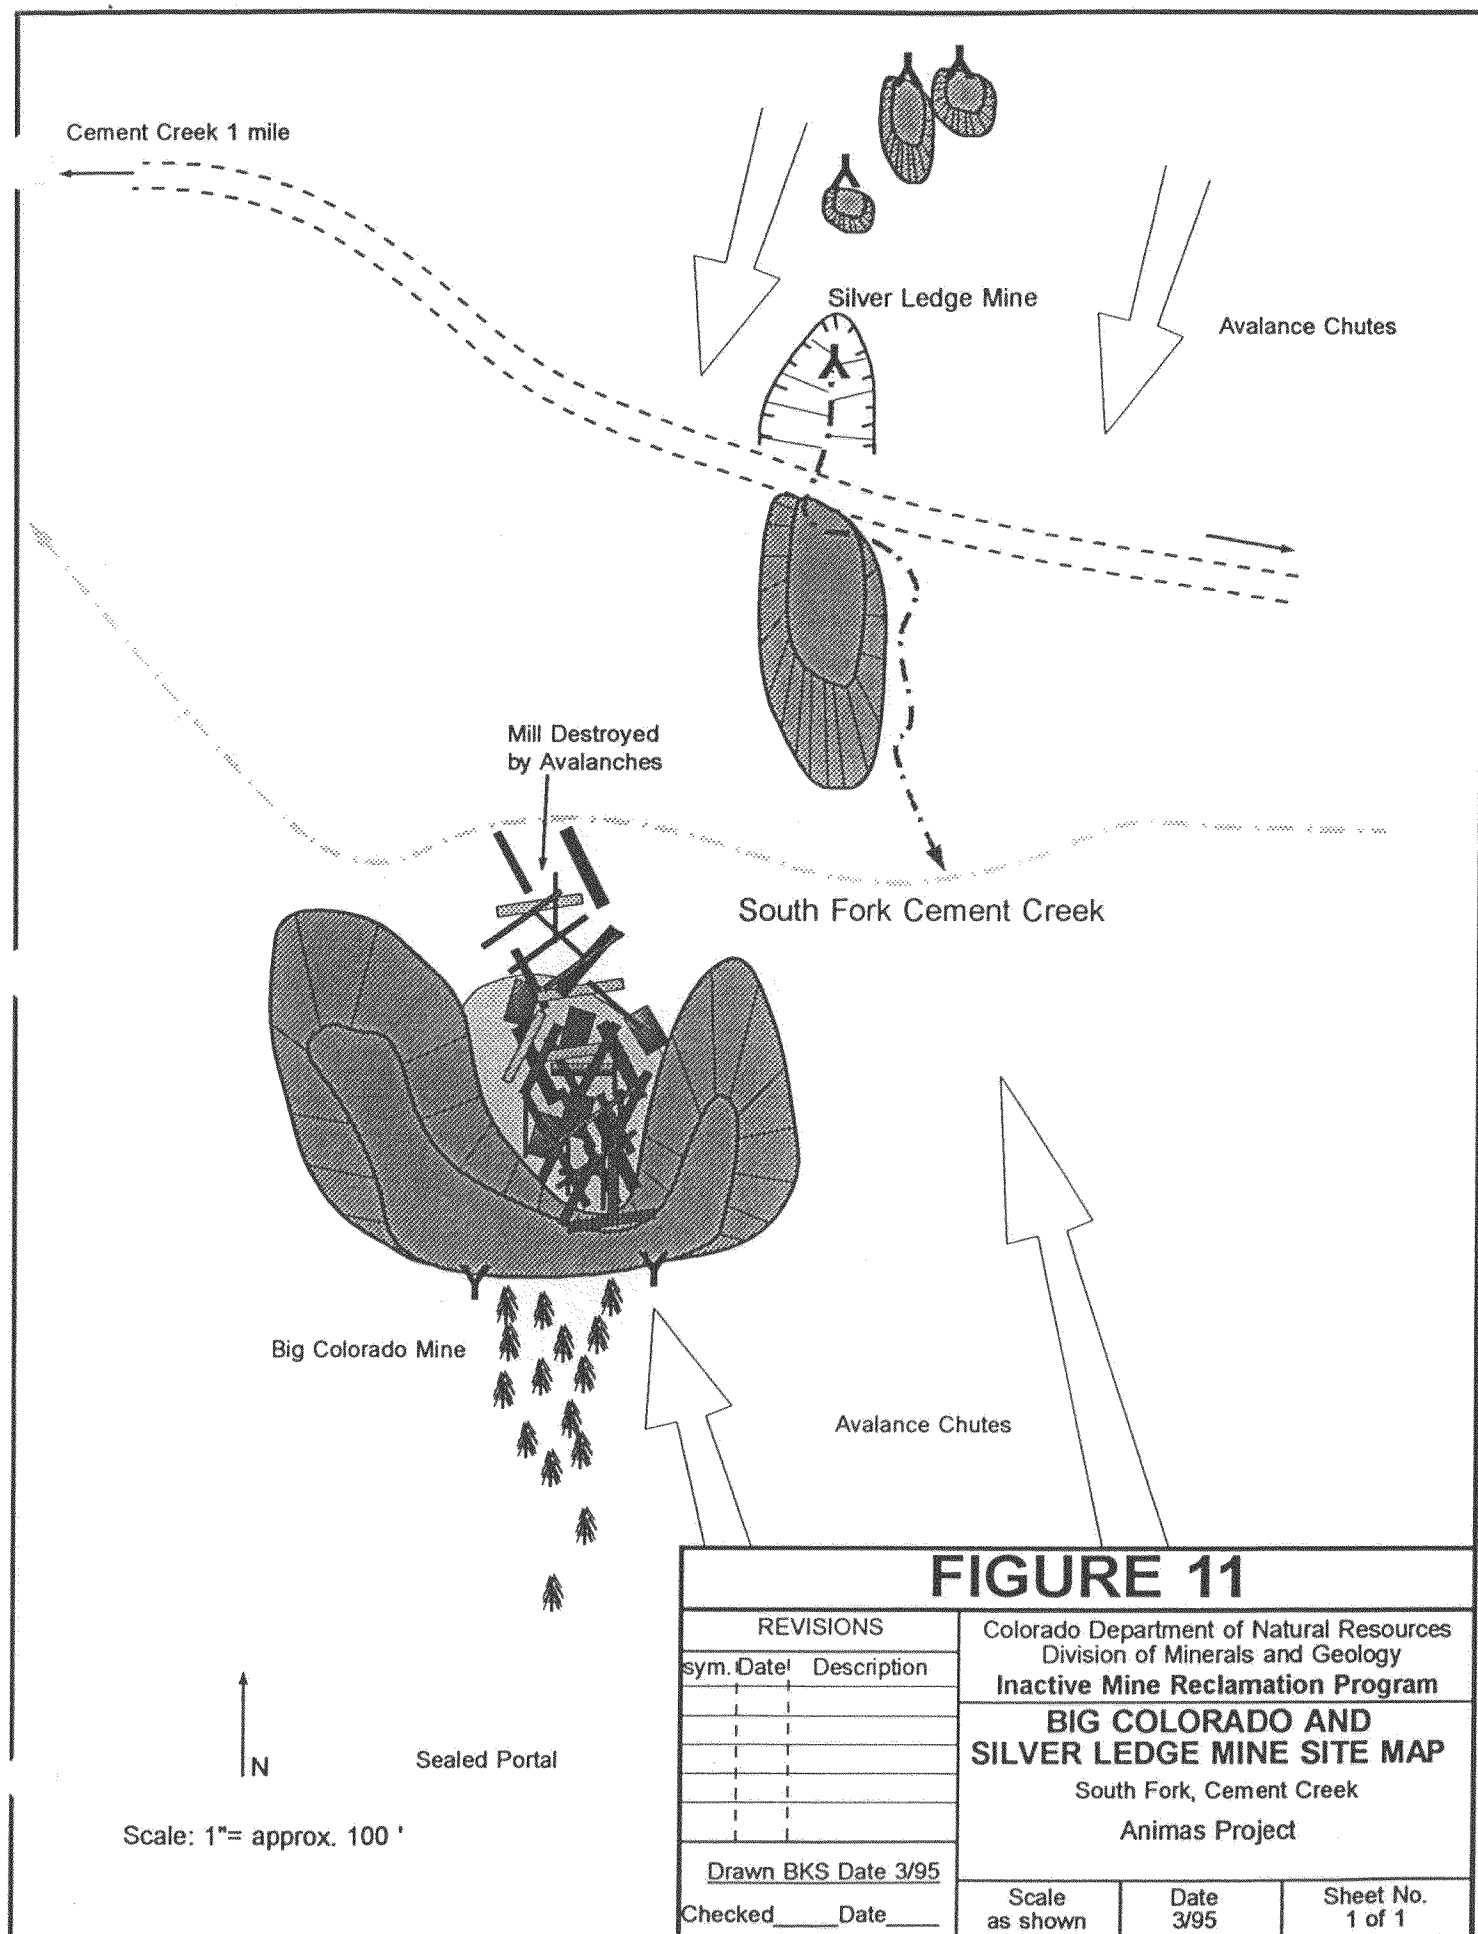 Cement Creek 1 mile
Silver Ledge Mine
Avalance Chutes
Mill Destroyed
by Avalanches
South Fork Cement Creek
Big Colorado Mine
Avalance Chutes
N
Sealed Portal
Scale: 1"= approx. 100 '
FIGURE 11
REVISIONS
sym. Date Description
Drawn BKS Date 3/95
Checked_____Date____
Colorado Department of Natural Resources
Division of Minerals and Geology
Inactive Mine Reclamation Program
BIG COLORADO AND
SILVER LEDGE MINE SITE MAP
South Fork, Cement Creek
Animas Project
Scale
as shown
Date
3/95
Sheet No.
1 of 1